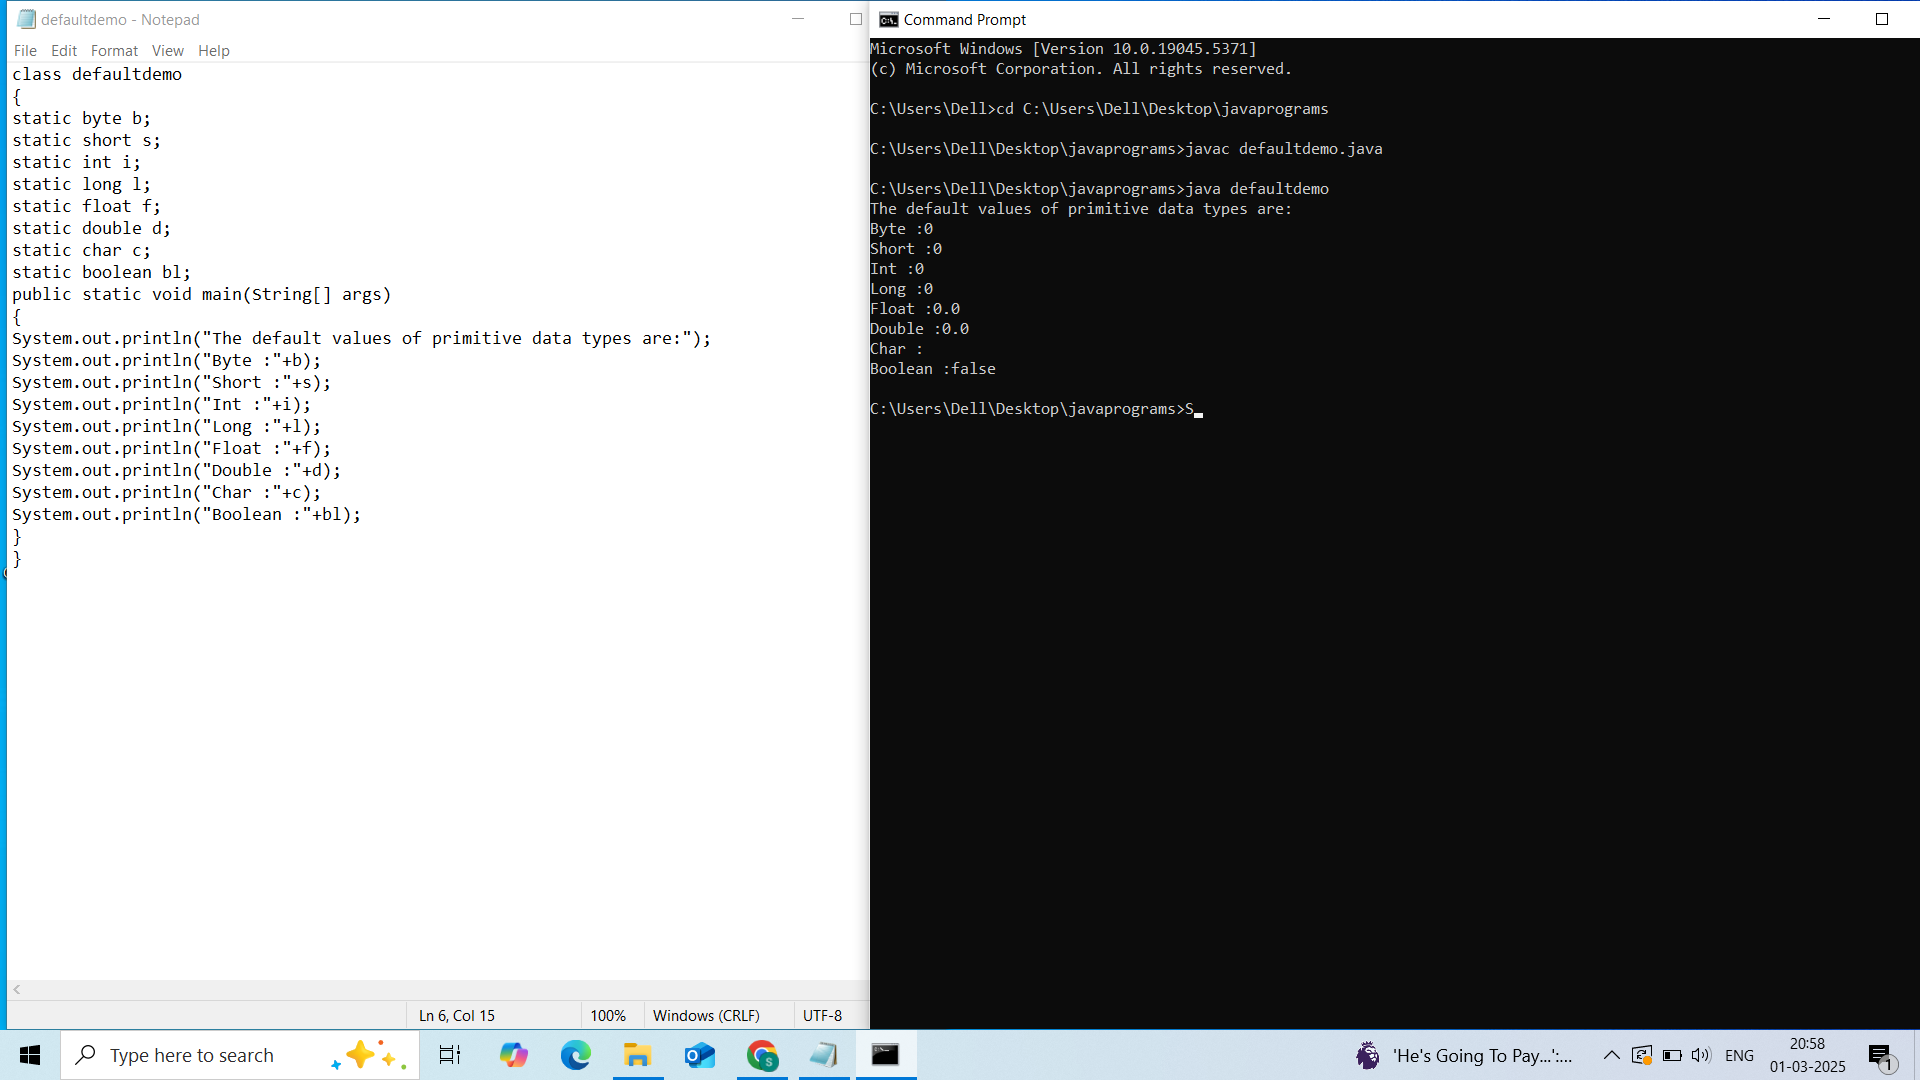 defaultdemo - Notepad
File Edit Format View Help
class defaultdemo
{
static byte b;
static short s;
static int i;
static long l;
static float f;
static double d;
static char c;
static boolean bl;
public static void main(String[] args)
{
System.out.println("The default values of primitive data types are:");
System.out.println("Byte :"+b);
System.out.println("Short :"+s);
System.out.println("Int :"+i);
System.out.println("Long :"+l);
System.out.println("Float :"+f);
System.out.println("Double :"+d);
System.out.println("Char :"+c);
System.out.println("Boolean :"+bl);
}
}
Ln 6, Col 15 100% Windows (CRLF) UTF-8
Command Prompt
Microsoft Windows [Version 10.0.19045.5371]
(c) Microsoft Corporation. All rights reserved.
C:\Users\Dell>cd C:\Users\Dell\Desktop\javaprograms
C:\Users\Dell\Desktop\javaprograms>javac defaultdemo.java
C:\Users\Dell\Desktop\javaprograms>java defaultdemo
The default values of primitive data types are:
Byte :0
Short :0
Int :0
Long :0
Float :0.0
Double :0.0
Char :
Boolean :false
C:\Users\Dell\Desktop\javaprograms>S
Type here to search
'He's Going To Pay...':...
ENG
20:58
01-03-2025
1